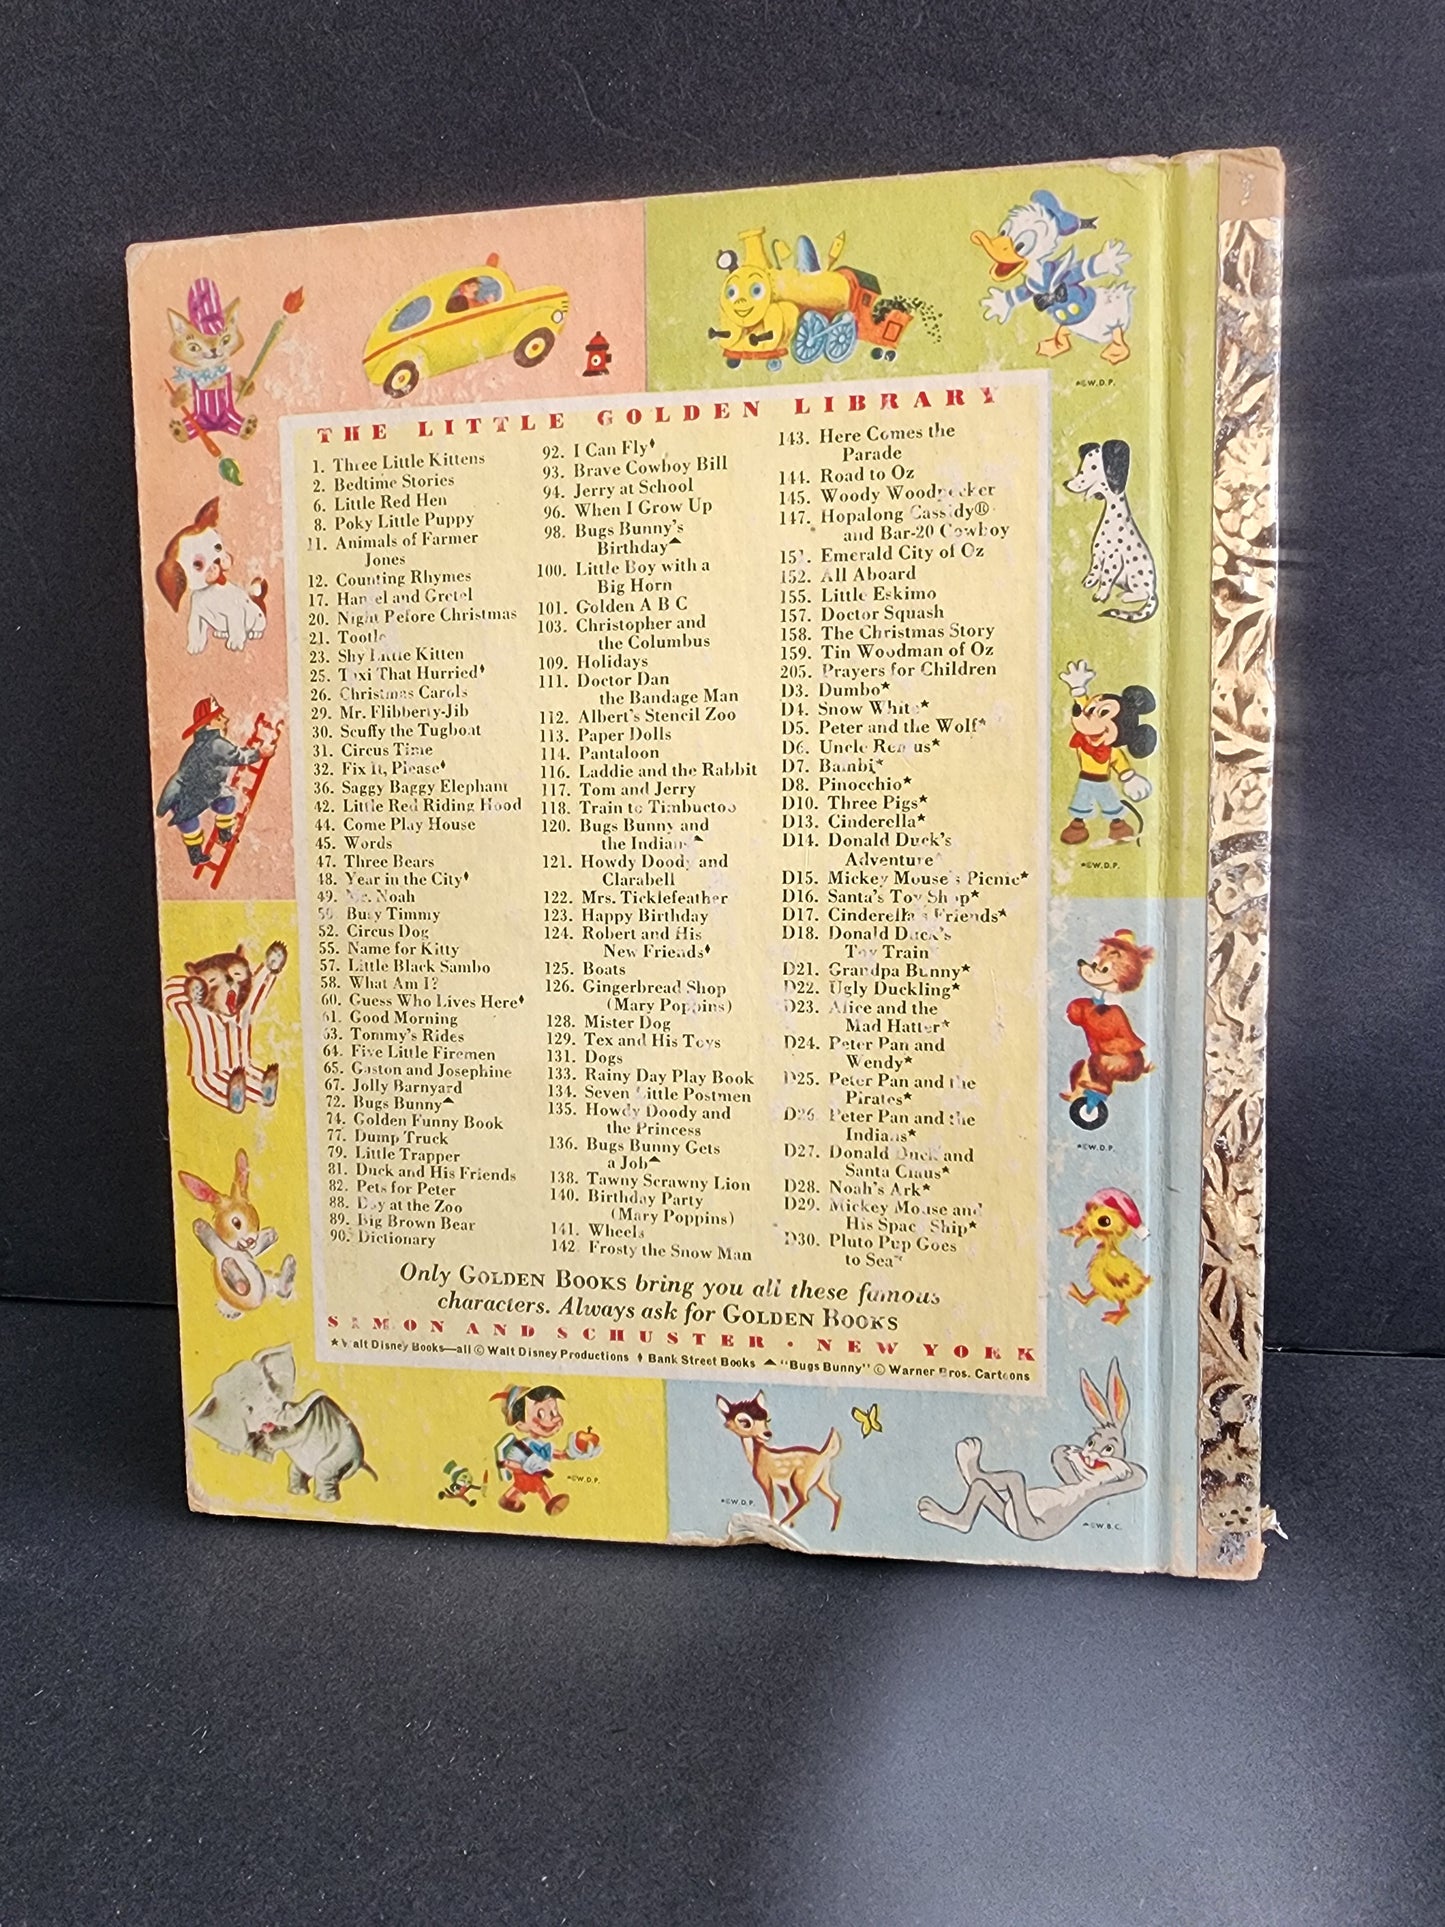 ©W.D.P.
THE LITTLE GOLDEN LIBRARY
1. Three Little Kittens
2. Bedtime Stories
6. Little Red Hen
8. Poky Little Puppy
11. Animals of Farmer
Jones
12. Counting Rhymes
17. Hansel and Gretel
20. Night Before Christmas
21. Tootle
23. Shy Little Kitten
25. Taxi That Hurried♦
26. Christmas Carols
29. Mr. Flibberty-Jib
30. Scuffy the Tugboat
31. Circus Time
32. Fix It, Please♦
36. Saggy Baggy Elephant
42. Little Red Riding Hood
44. Come Play House
45. Words
47. Three Bears
48. Year in the City♦
49. Mr. Noah
50. Busy Timmy
52. Circus Dog
55. Name for Kitty
57. Little Black Sambo
58. What Am I?
60. Guess Who Lives Here♦
61. Good Morning
63. Tommy's Rides
64. Five Little Firemen
65. Gaston and Josephine
67. Jolly Barnyard
72. Bugs Bunny▲
74. Golden Funny Book
77. Dump Truck
79. Little Trapper
81. Duck and His Friends
82. Pets for Peter
88. Day at the Zoo
89. Big Brown Bear
90. Dictionary
92. I Can Fly♦
93. Brave Cowboy Bill
94. Jerry at School
96. When I Grow Up
98. Bugs Bunny's
Birthday▲
100. Little Boy with a
Big Horn
101. Golden A B C
103. Christopher and
the Columbus
109. Holidays
111. Doctor Dan
the Bandage Man
112. Albert's Stencil Zoo
113. Paper Dolls
114. Pantaloon
116. Laddie and the Rabbit
117. Tom and Jerry
118. Train to Timbuctoo
120. Bugs Bunny and
the Indians▲
121. Howdy Doody and
Clarabell
122. Mrs. Ticklefeather
123. Happy Birthday
124. Robert and His
New Friends♦
125. Boats
126. Gingerbread Shop
(Mary Poppins)
128. Mister Dog
129. Tex and His Toys
131. Dogs
133. Rainy Day Play Book
134. Seven Little Postmen
135. Howdy Doody and
the Princess
136. Bugs Bunny Gets
a Job▲
138. Tawny Scrawny Lion
140. Birthday Party
(Mary Poppins)
141. Wheels
142. Frosty the Snow Man
143. Here Comes the
Parade
144. Road to Oz
145. Woody Woodpecker
147. Hopalong Cassidy®
and Bar-20 Cowboy
151. Emerald City of Oz
152. All Aboard
155. Little Eskimo
157. Doctor Squash
158. The Christmas Story
159. Tin Woodman of Oz
205. Prayers for Children
D3. Dumbo★
D4. Snow White★
D5. Peter and the Wolf★
D6. Uncle Remus★
D7. Bambi★
D8. Pinocchio★
D10. Three Pigs★
D13. Cinderella★
D14. Donald Duck's
Adventure★
D15. Mickey Mouse's Picnic★
D16. Santa's Toy Shop★
D17. Cinderella's Friends★
D18. Donald Duck's
Toy Train
D21. Grandpa Bunny★
D22. Ugly Duckling★
D23. Alice and the
Mad Hatter★
D24. Peter Pan and
Wendy★
D25. Peter Pan and the
Pirates★
D26. Peter Pan and the
Indians★
D27. Donald Duck and
Santa Claus★
D28. Noah's Ark★
D29. Mickey Mouse and
His Space Ship★
D30. Pluto Pup Goes
to Sea★
★©W.D.P.
★©W.D.P.
Only GOLDEN BOOKS bring you all these famous
characters. Always ask for GOLDEN BOOKS
SIMON AND SCHUSTER • NEW YORK
★Walt Disney Books—all © Walt Disney Productions ♦ Bank Street Books ▲ "Bugs Bunny" © Warner Bros. Cartoons
★©W.D.P.
★©W.D.P.
▲©W.B.C.